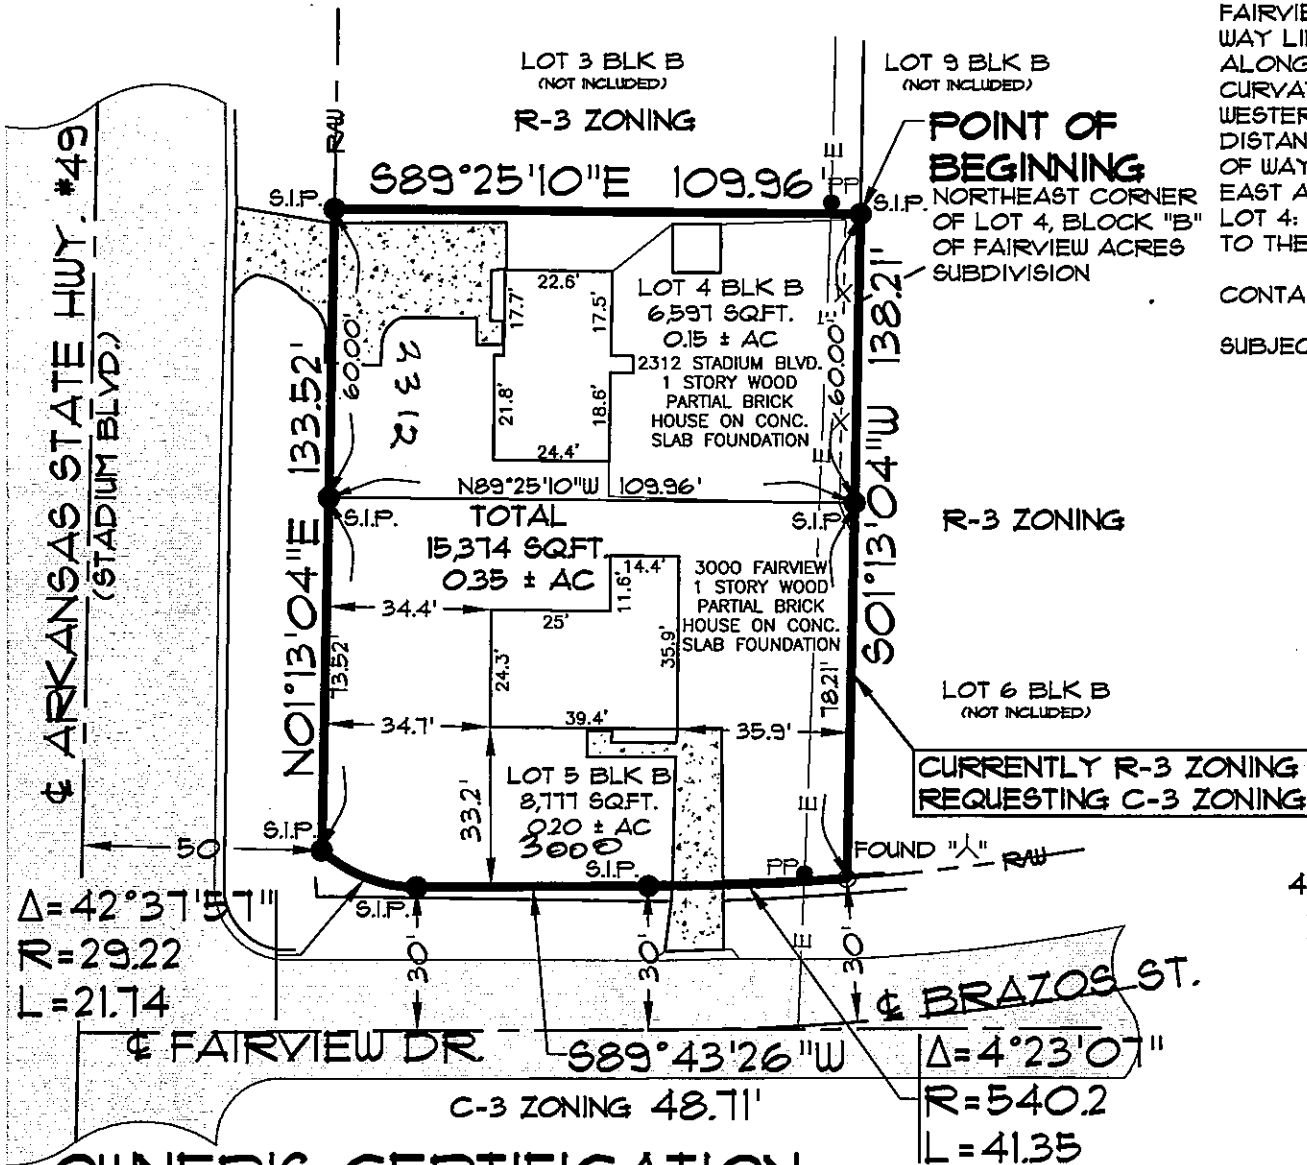 FAIRVIE
WAY LI
ALONG
CURVAT
WESTER
DISTAN
OF WAY
EAST A
LOT 4:
TO THE
CONTA
SUBJEC
LOT 3 BLK B
(NOT INCLUDED)
R-3 ZONING
LOT 9 BLK B
(NOT INCLUDED)
POINT OF
BEGINNING
NORTHEAST CORNER
OF LOT 4, BLOCK "B"
OF FAIRVIEW ACRES
SUBDIVISION
R/W
S89°25'10"E 109.96'
PP
S.I.P.
S.I.P.
℄ ARKANSAS STATE HWY. #49
(STADIUM BLVD.)
N01°13'04"E 133.52'
60.00'
2312
22.6'
17.7'
17.5'
21.8'
18.6'
24.4'
LOT 4 BLK B
6,597 SQ.FT.
0.15 ± AC
2312 STADIUM BLVD.
1 STORY WOOD
PARTIAL BRICK
HOUSE ON CONC.
SLAB FOUNDATION
E
E
E
X
X
60.00'
S01°13'04"W 138.21'
N89°25'10"W 109.96'
S.I.P.
S.I.P.
TOTAL
15,374 SQ.FT.
0.35 ± AC
R-3 ZONING
3000 FAIRVIEW
1 STORY WOOD
PARTIAL BRICK
HOUSE ON CONC.
SLAB FOUNDATION
14.4'
11.6'
25'
34.4'
24.3'
35.9'
73.52'
78.21'
34.7'
39.4'
35.9'
LOT 6 BLK B
(NOT INCLUDED)
CURRENTLY R-3 ZONING
REQUESTING C-3 ZONING
LOT 5 BLK B
8,777 SQ.FT.
0.20 ± AC
3000
33.2'
E
S.I.P.
50
S.I.P.
S.I.P.
PP
FOUND "⅄"
R/W
4
Δ=42°37'57"
R=29.22
L=21.74
30'
30'
E
30'
℄ BRAZOS ST.
℄ FAIRVIEW DR.
S89°43'26"W
48.71'
C-3 ZONING
Δ=4°23'07"
R=540.2
L=41.35
OWNER'S CERTIFICATION